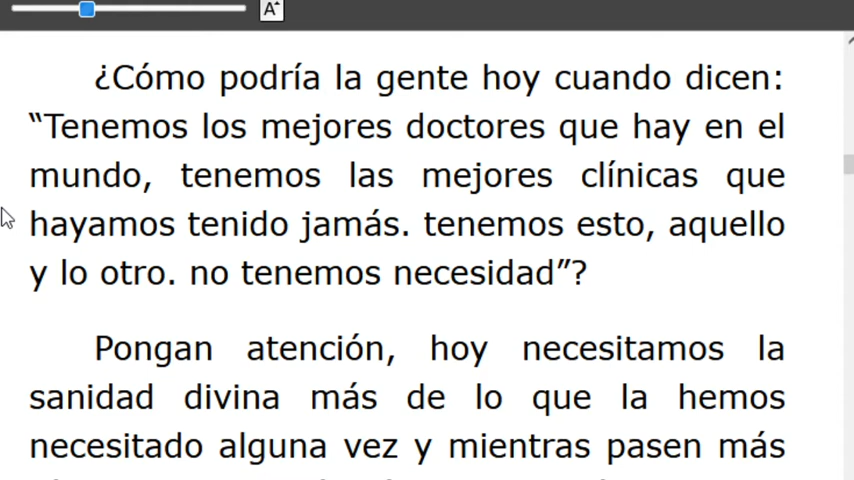 A
¿Cómo podría la gente hoy cuando dicen:
“Tenemos los mejores doctores que hay en el
mundo, tenemos las mejores clínicas que
hayamos tenido jamás. tenemos esto, aquello
y lo otro. no tenemos necesidad”?
Pongan atención, hoy necesitamos la
sanidad divina más de lo que la hemos
necesitado alguna vez y mientras pasen más